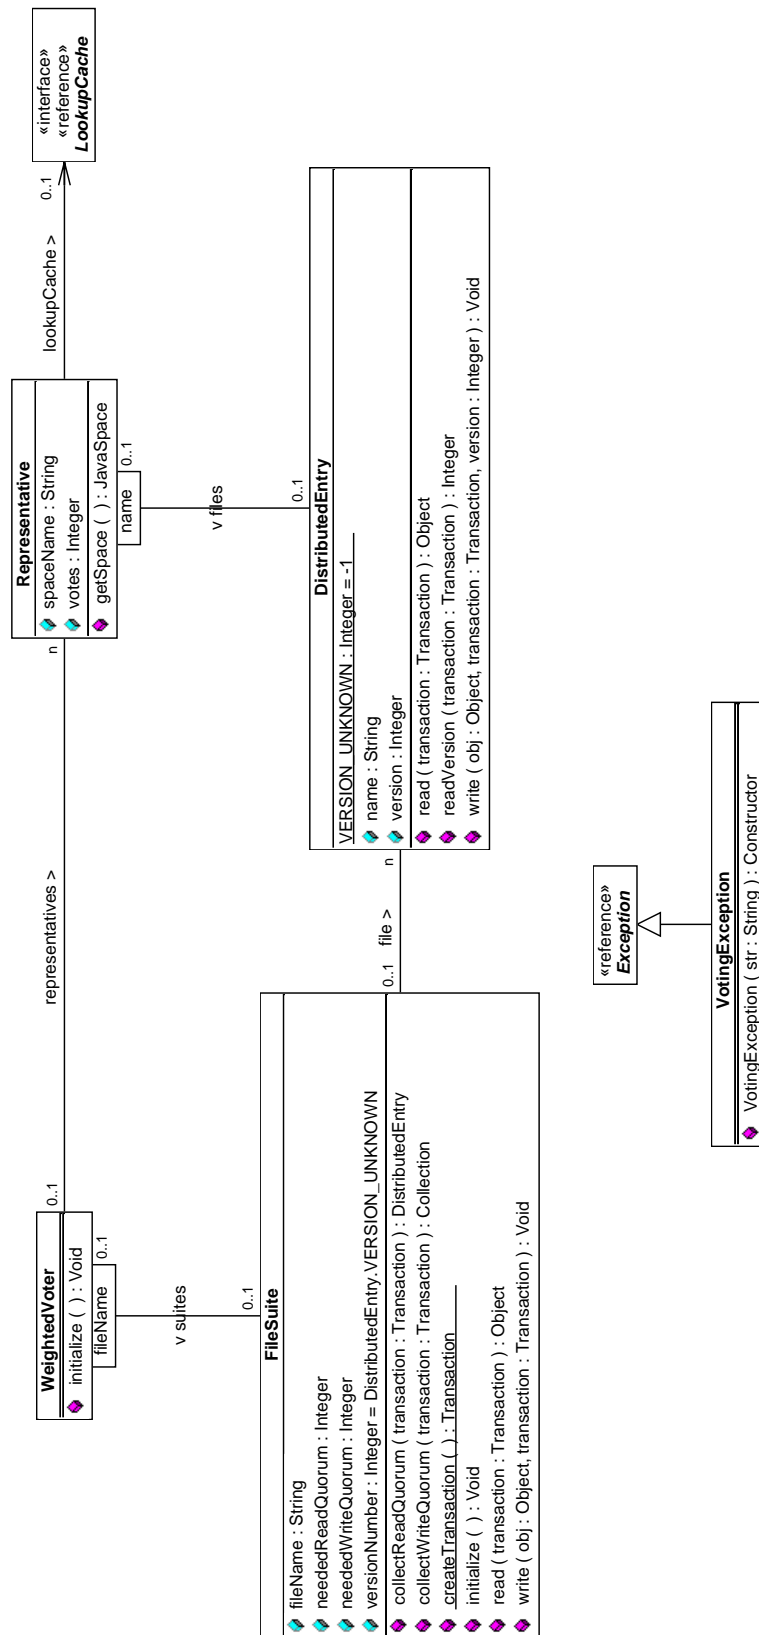 WeightedVoter
initialize ( ) : Void
fileName
0..1
0..1
representatives >
n
Representative
spaceName : String
votes : Integer
getSpace ( ) : JavaSpace
name
0..1
lookupCache >
0..1
«interface»
«reference»
LookupCache
v suites
0..1
v files
0..1
FileSuite
fileName : String
neededReadQuorum : Integer
neededWriteQuorum : Integer
versionNumber : Integer = DistributedEntry.VERSION_UNKNOWN
collectReadQuorum ( transaction : Transaction ) : DistributedEntry
collectWriteQuorum ( transaction : Transaction ) : Collection
createTransaction ( ) : Transaction
initialize ( ) : Void
read ( transaction : Transaction ) : Object
write ( obj : Object, transaction : Transaction ) : Void
0..1
file >
n
DistributedEntry
VERSION_UNKNOWN : Integer = -1
name : String
version : Integer
read ( transaction : Transaction ) : Object
readVersion ( transaction : Transaction ) : Integer
write ( obj : Object, transaction : Transaction, version : Integer ) : Void
«reference»
Exception
VotingException
VotingException ( str : String ) : Constructor